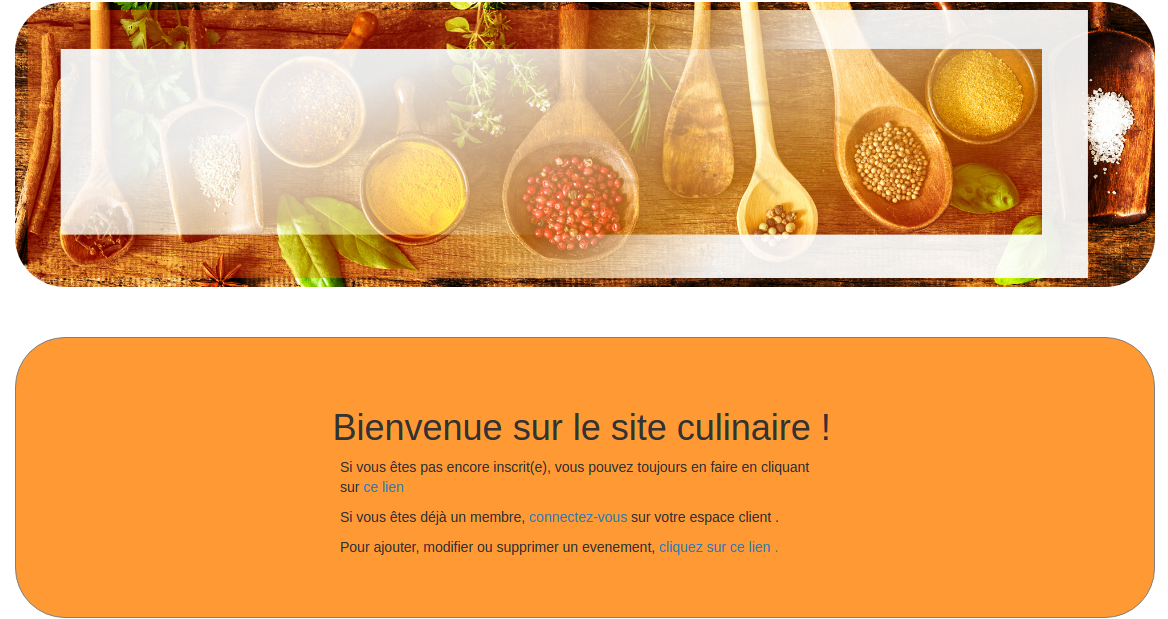 Bienvenue sur le site culinaire !
Si vous êtes pas encore inscrit(e), vous pouvez toujours en faire en cliquant
sur ce lien
Si vous êtes déjà un membre, connectez-vous sur votre espace client .
Pour ajouter, modifier ou supprimer un evenement, cliquez sur ce lien .